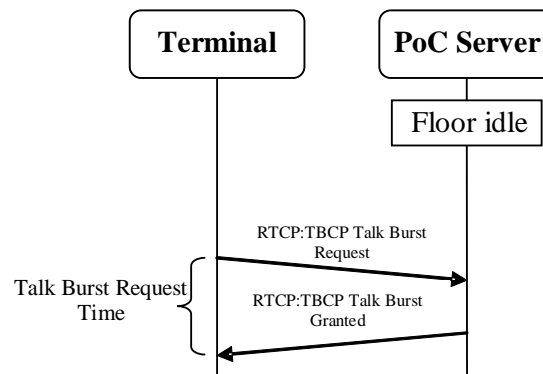 Terminal
PoC Server
Floor idle
RTCP:TBCP Talk Burst
Request
Talk Burst Request
Time
RTCP:TBCP Talk Burst
Granted